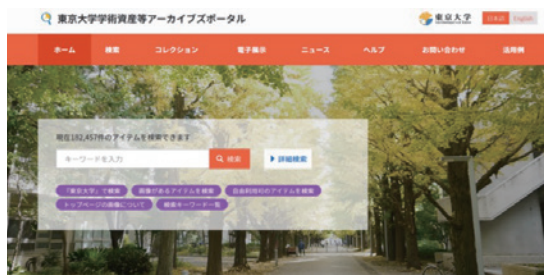 東京大学学術資産等アーカイブズポータル
東京大学
日本語 English
ホーム 検索 コレクション 電子展示 ニュース ヘルプ お問い合わせ 活用例
現在182,457件のアイテムを検索できます
キーワードを入力 検索 詳細検索
「東京大学」で検索 画像があるアイテムを検索 自由利用可のアイテムを検索
トップページの画像について 検索キーワード一覧